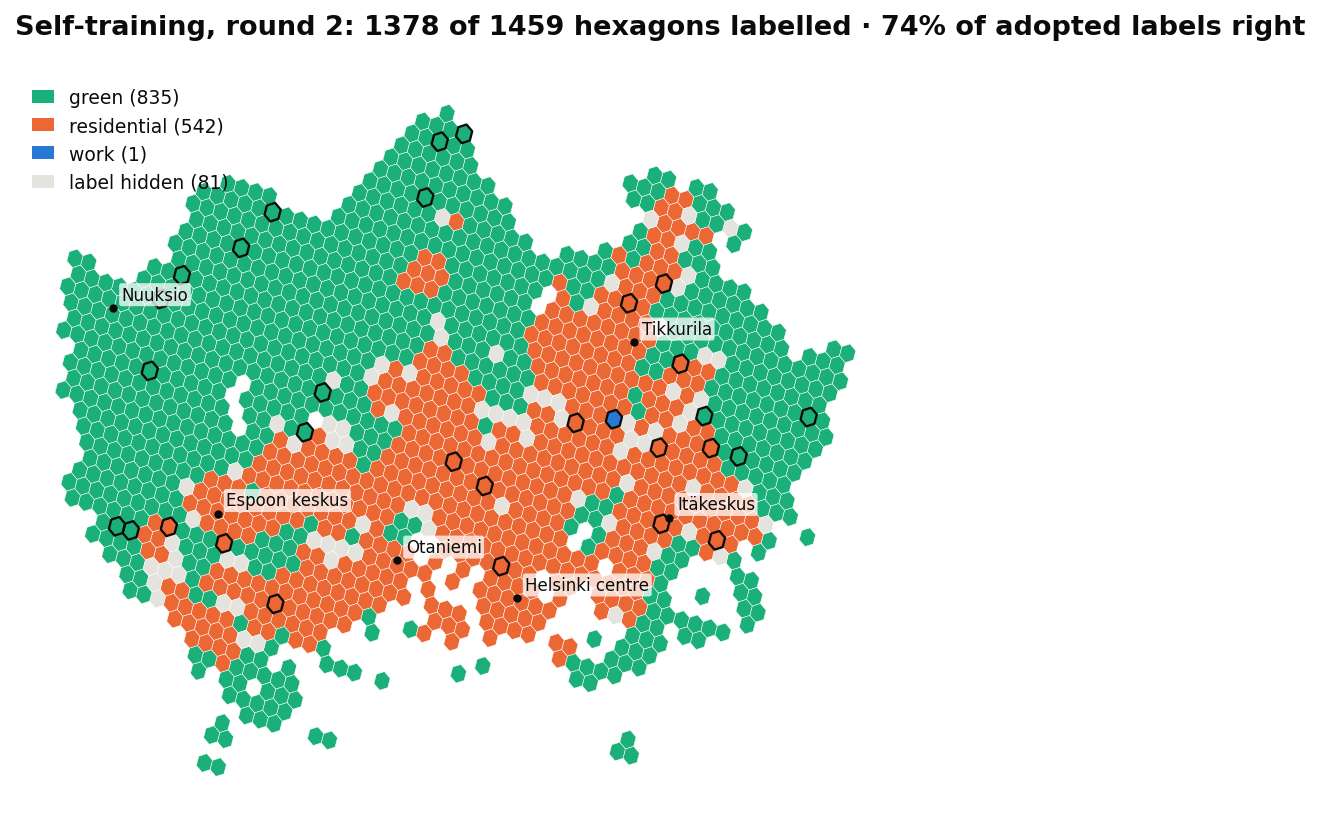 Self-training, round 2: 1378 of 1459 hexagons labelled · 74% of adopted labels right
green (835)
residential (542)
work (1)
label hidden (81)
Nuuksio
Tikkurila
Espoon keskus
Itäkeskus
Otaniemi
Helsinki centre